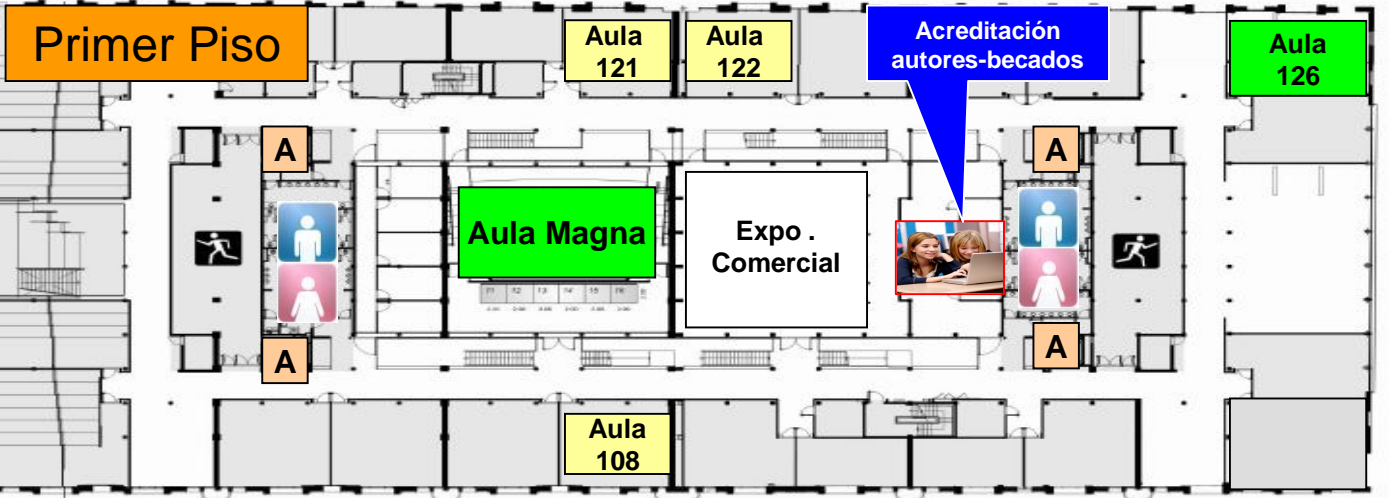 Primer Piso
Aula
121
Aula
122
Acreditación
autores-becados
Aula
126
A
A
Aula Magna
Expo .
Comercial
A
A
Aula
108